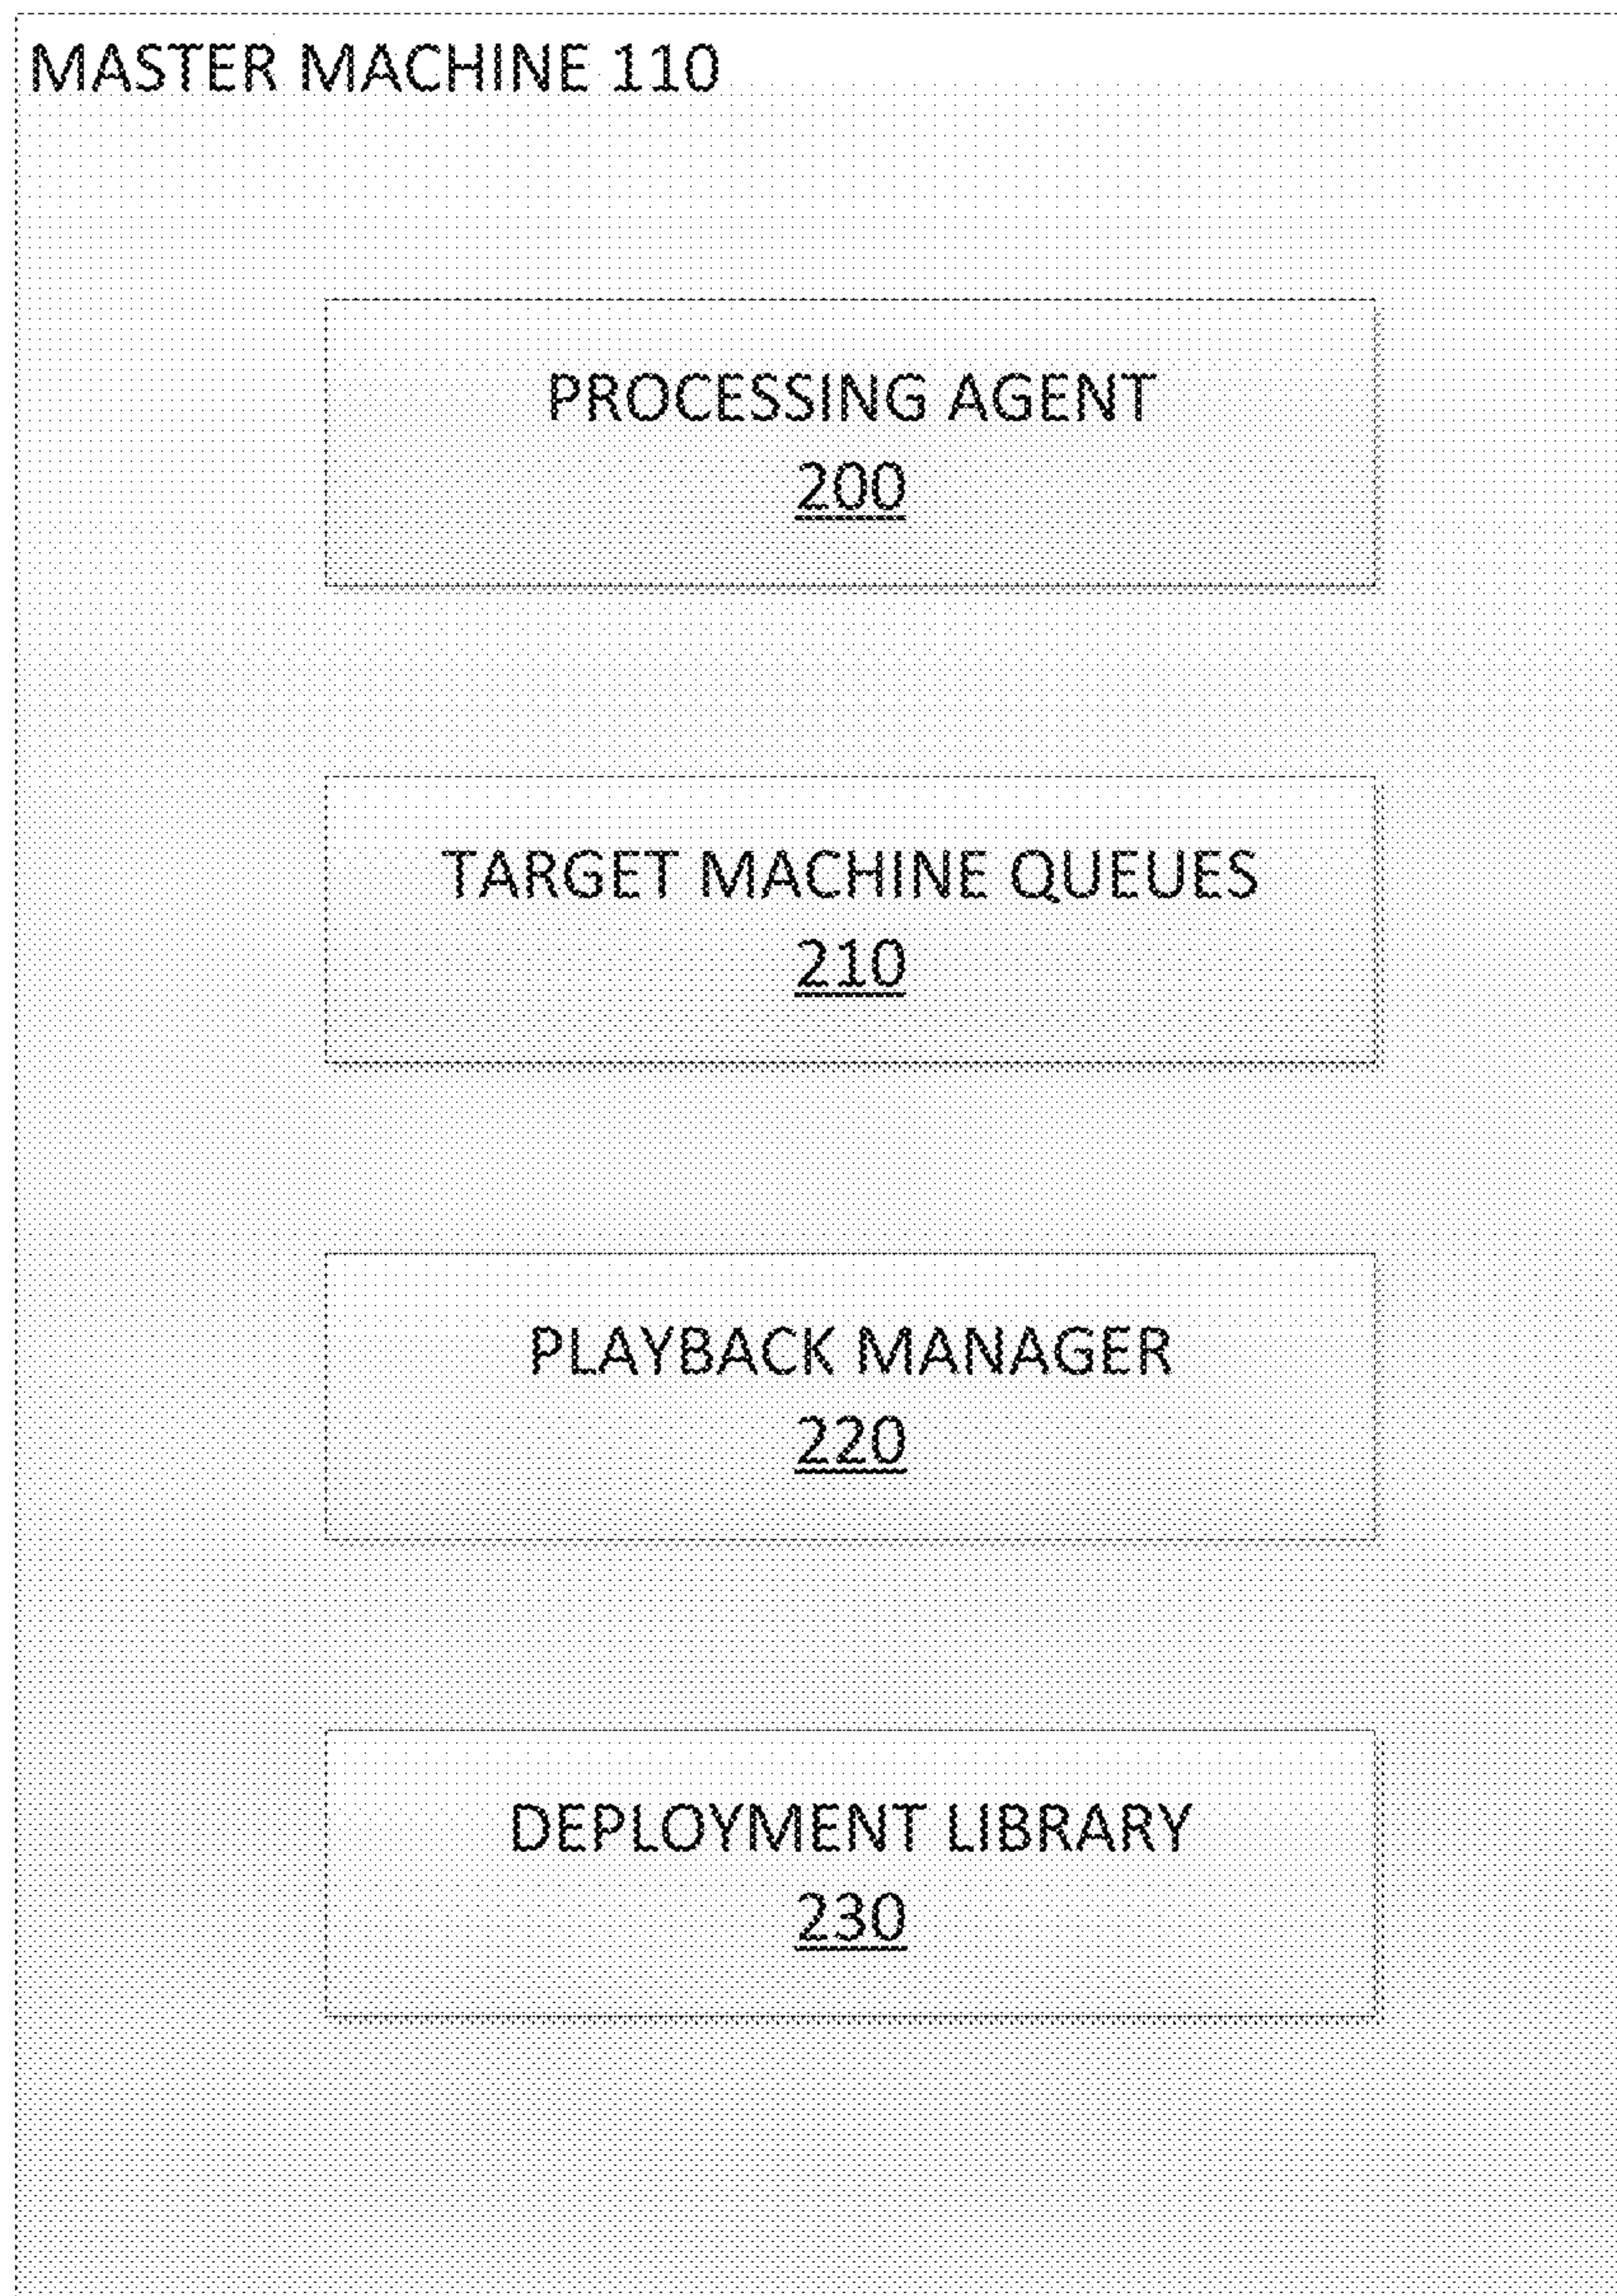 MASTER MACHINE 110
PROCESSING AGENT
200
TARGET MACHINE QUEUES
210
PLAYBACK MANAGER
220
DEPLOYMENT LIBRARY
230